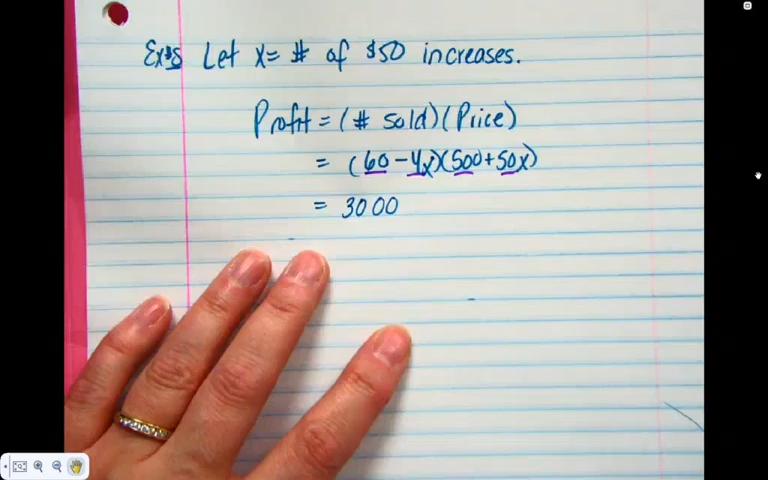 Ex#8 Let x = # of $50 increases.
Profit = (# sold)(Price)
= (60 - 4x)(500 + 50x)
= 3000